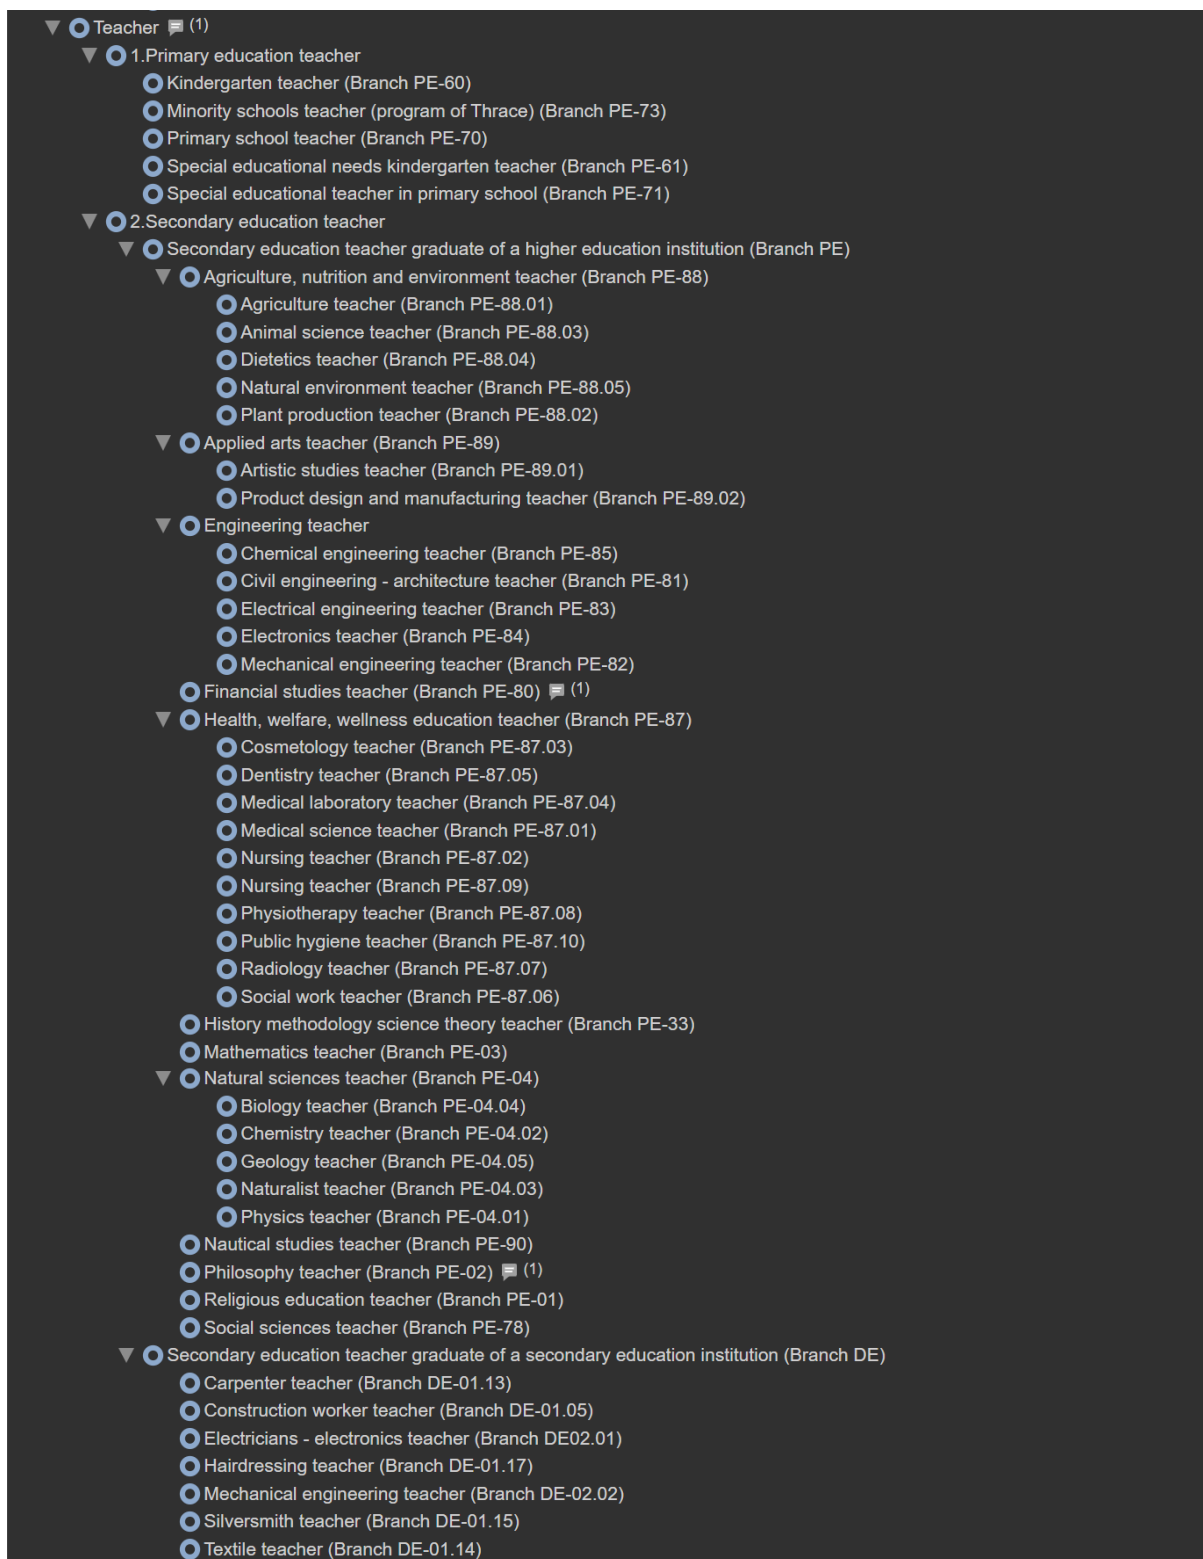 Teacher (1)
1.Primary education teacher
Kindergarten teacher (Branch PE-60)
Minority schools teacher (program of Thrace) (Branch PE-73)
Primary school teacher (Branch PE-70)
Special educational needs kindergarten teacher (Branch PE-61)
Special educational teacher in primary school (Branch PE-71)
2.Secondary education teacher
Secondary education teacher graduate of a higher education institution (Branch PE)
Agriculture, nutrition and environment teacher (Branch PE-88)
Agriculture teacher (Branch PE-88.01)
Animal science teacher (Branch PE-88.03)
Dietetics teacher (Branch PE-88.04)
Natural environment teacher (Branch PE-88.05)
Plant production teacher (Branch PE-88.02)
Applied arts teacher (Branch PE-89)
Artistic studies teacher (Branch PE-89.01)
Product design and manufacturing teacher (Branch PE-89.02)
Engineering teacher
Chemical engineering teacher (Branch PE-85)
Civil engineering - architecture teacher (Branch PE-81)
Electrical engineering teacher (Branch PE-83)
Electronics teacher (Branch PE-84)
Mechanical engineering teacher (Branch PE-82)
Financial studies teacher (Branch PE-80) (1)
Health, welfare, wellness education teacher (Branch PE-87)
Cosmetology teacher (Branch PE-87.03)
Dentistry teacher (Branch PE-87.05)
Medical laboratory teacher (Branch PE-87.04)
Medical science teacher (Branch PE-87.01)
Nursing teacher (Branch PE-87.02)
Nursing teacher (Branch PE-87.09)
Physiotherapy teacher (Branch PE-87.08)
Public hygiene teacher (Branch PE-87.10)
Radiology teacher (Branch PE-87.07)
Social work teacher (Branch PE-87.06)
History methodology science theory teacher (Branch PE-33)
Mathematics teacher (Branch PE-03)
Natural sciences teacher (Branch PE-04)
Biology teacher (Branch PE-04.04)
Chemistry teacher (Branch PE-04.02)
Geology teacher (Branch PE-04.05)
Naturalist teacher (Branch PE-04.03)
Physics teacher (Branch PE-04.01)
Nautical studies teacher (Branch PE-90)
Philosophy teacher (Branch PE-02) (1)
Religious education teacher (Branch PE-01)
Social sciences teacher (Branch PE-78)
Secondary education teacher graduate of a secondary education institution (Branch DE)
Carpenter teacher (Branch DE-01.13)
Construction worker teacher (Branch DE-01.05)
Electricians - electronics teacher (Branch DE02.01)
Hairdressing teacher (Branch DE-01.17)
Mechanical engineering teacher (Branch DE-02.02)
Silversmith teacher (Branch DE-01.15)
Textile teacher (Branch DE-01.14)